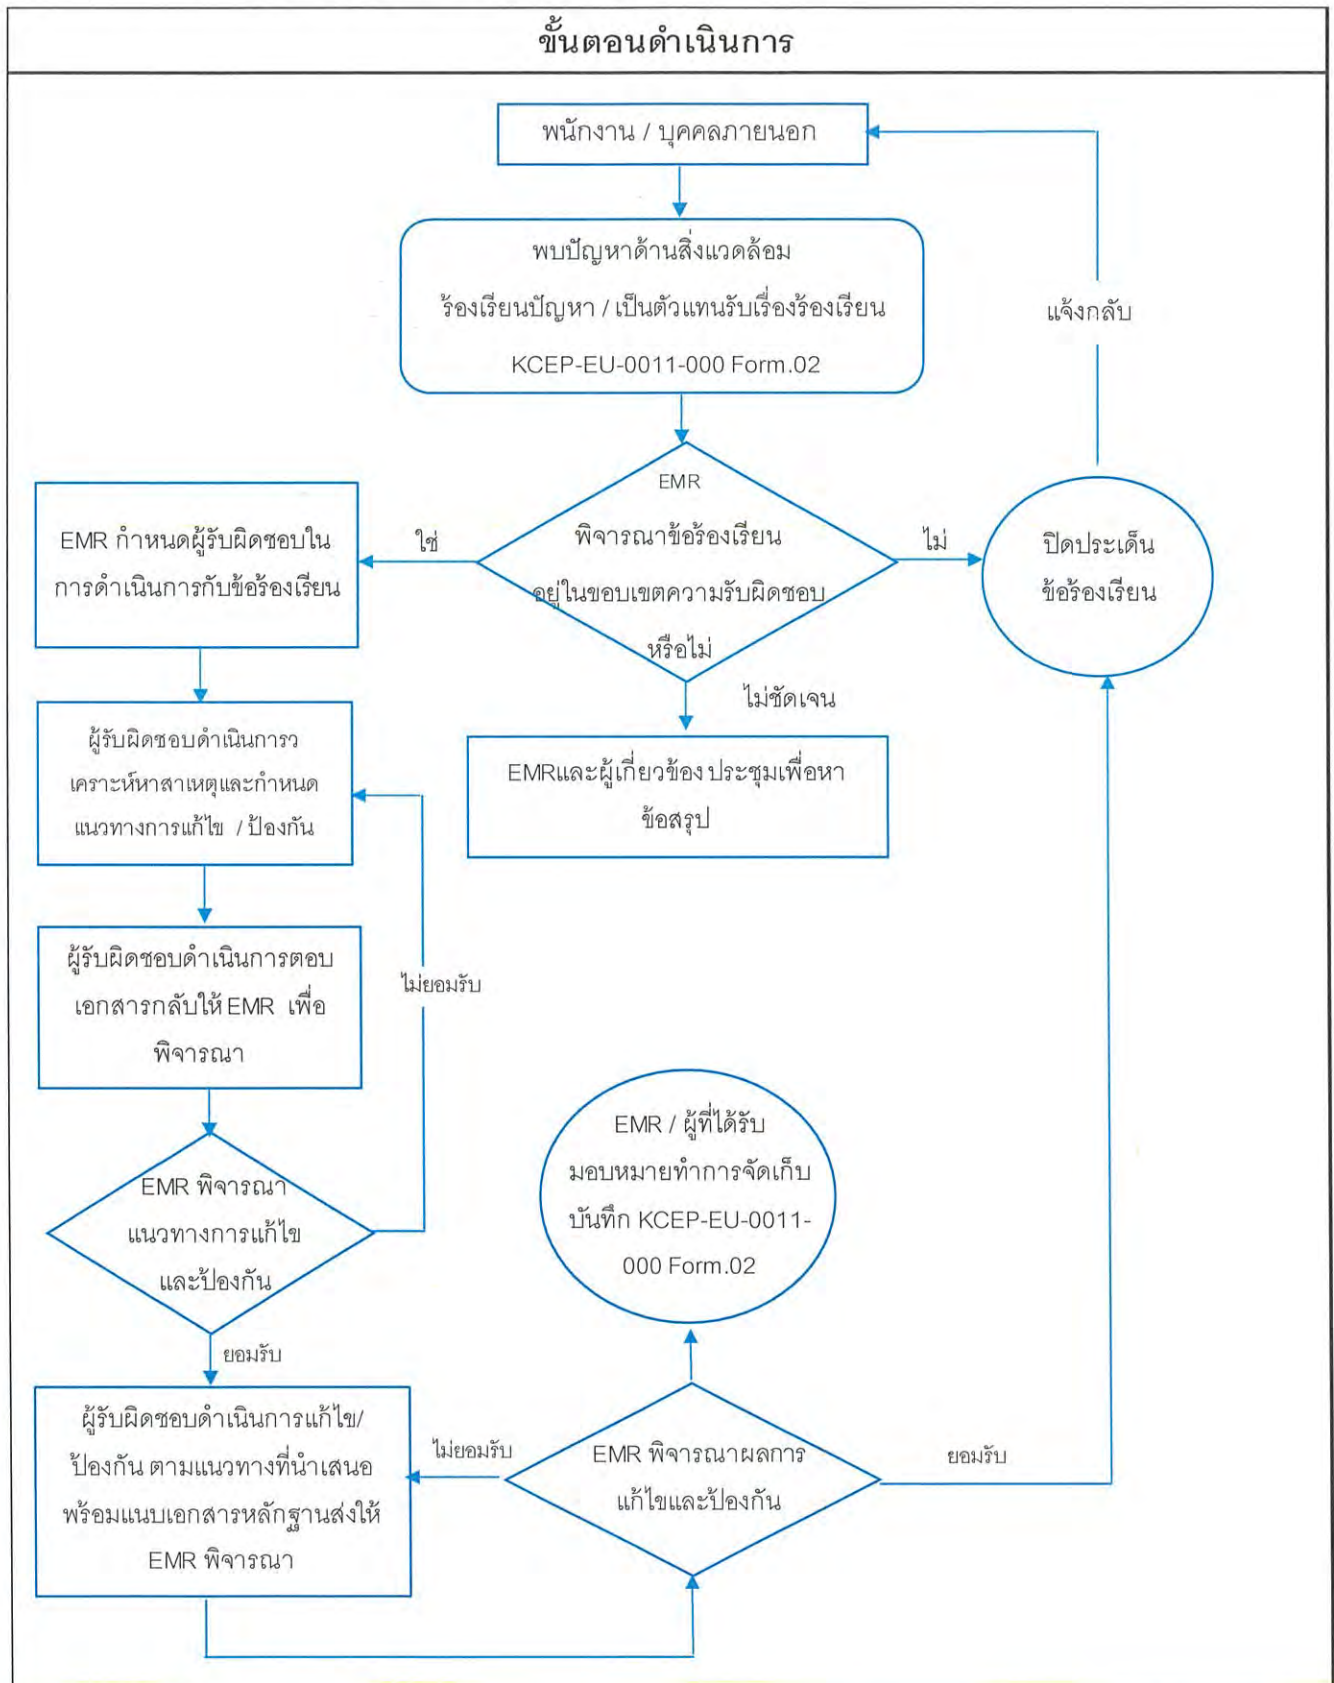 ขั้นตอนดำเนินการ
พนักงาน / บุคคลภายนอก
พบปัญหาด้านสิ่งแวดล้อม
ร้องเรียนปัญหา / เป็นตัวแทนรับเรื่องร้องเรียน
KCEP-EU-0011-000 Form.02
แจ้งกลับ
EMR
พิจารณาข้อร้องเรียน
อยู่ในขอบเขตความรับผิดชอบ
หรือไม่
ใช่
ไม่
EMR กำหนดผู้รับผิดชอบใน
การดำเนินการกับข้อร้องเรียน
ปิดประเด็น
ข้อร้องเรียน
ไม่ชัดเจน
ผู้รับผิดชอบดำเนินการว
เคราะห์หาสาเหตุและกำหนด
แนวทางการแก้ไข / ป้องกัน
EMRและผู้เกี่ยวข้อง ประชุมเพื่อหา
ข้อสรุป
ผู้รับผิดชอบดำเนินการตอบ
เอกสารกลับให้ EMR เพื่อ
พิจารณา
ไม่ยอมรับ
EMR พิจารณา
แนวทางการแก้ไข
และป้องกัน
ยอมรับ
EMR / ผู้ที่ได้รับ
มอบหมายทำการจัดเก็บ
บันทึก KCEP-EU-0011-
000 Form.02
ผู้รับผิดชอบดำเนินการแก้ไข/
ป้องกัน ตามแนวทางที่นำเสนอ
พร้อมแนบเอกสารหลักฐานส่งให้
EMR พิจารณา
ไม่ยอมรับ
EMR พิจารณาผลการ
แก้ไขและป้องกัน
ยอมรับ